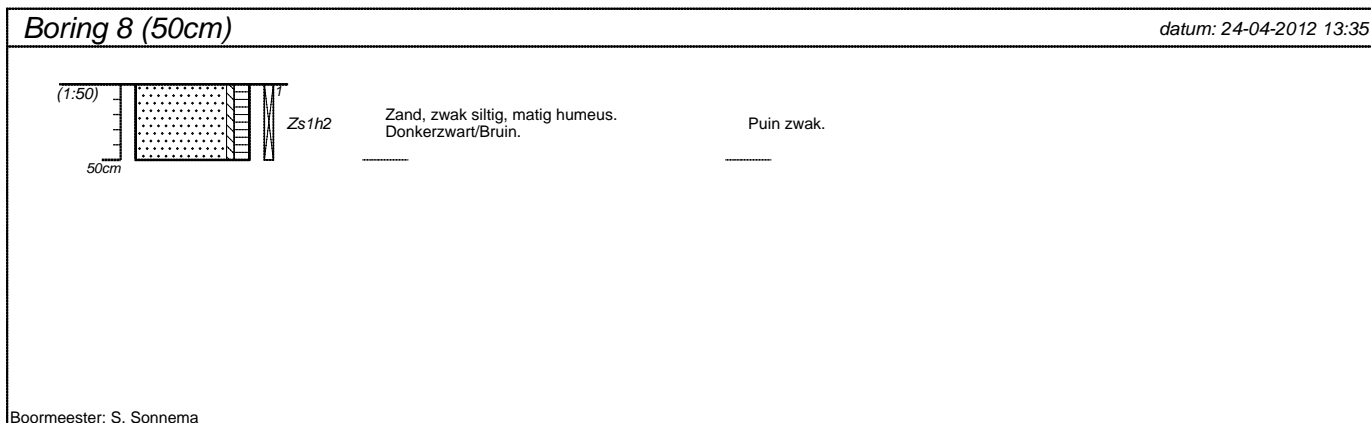 Boring 8 (50cm)
datum: 24-04-2012 13:35
(1:50)
1
Zs1h2
Zand, zwak siltig, matig humeus.
Donkerzwart/Bruin.
Puin zwak.
50cm
Boormeester: S. Sonnema